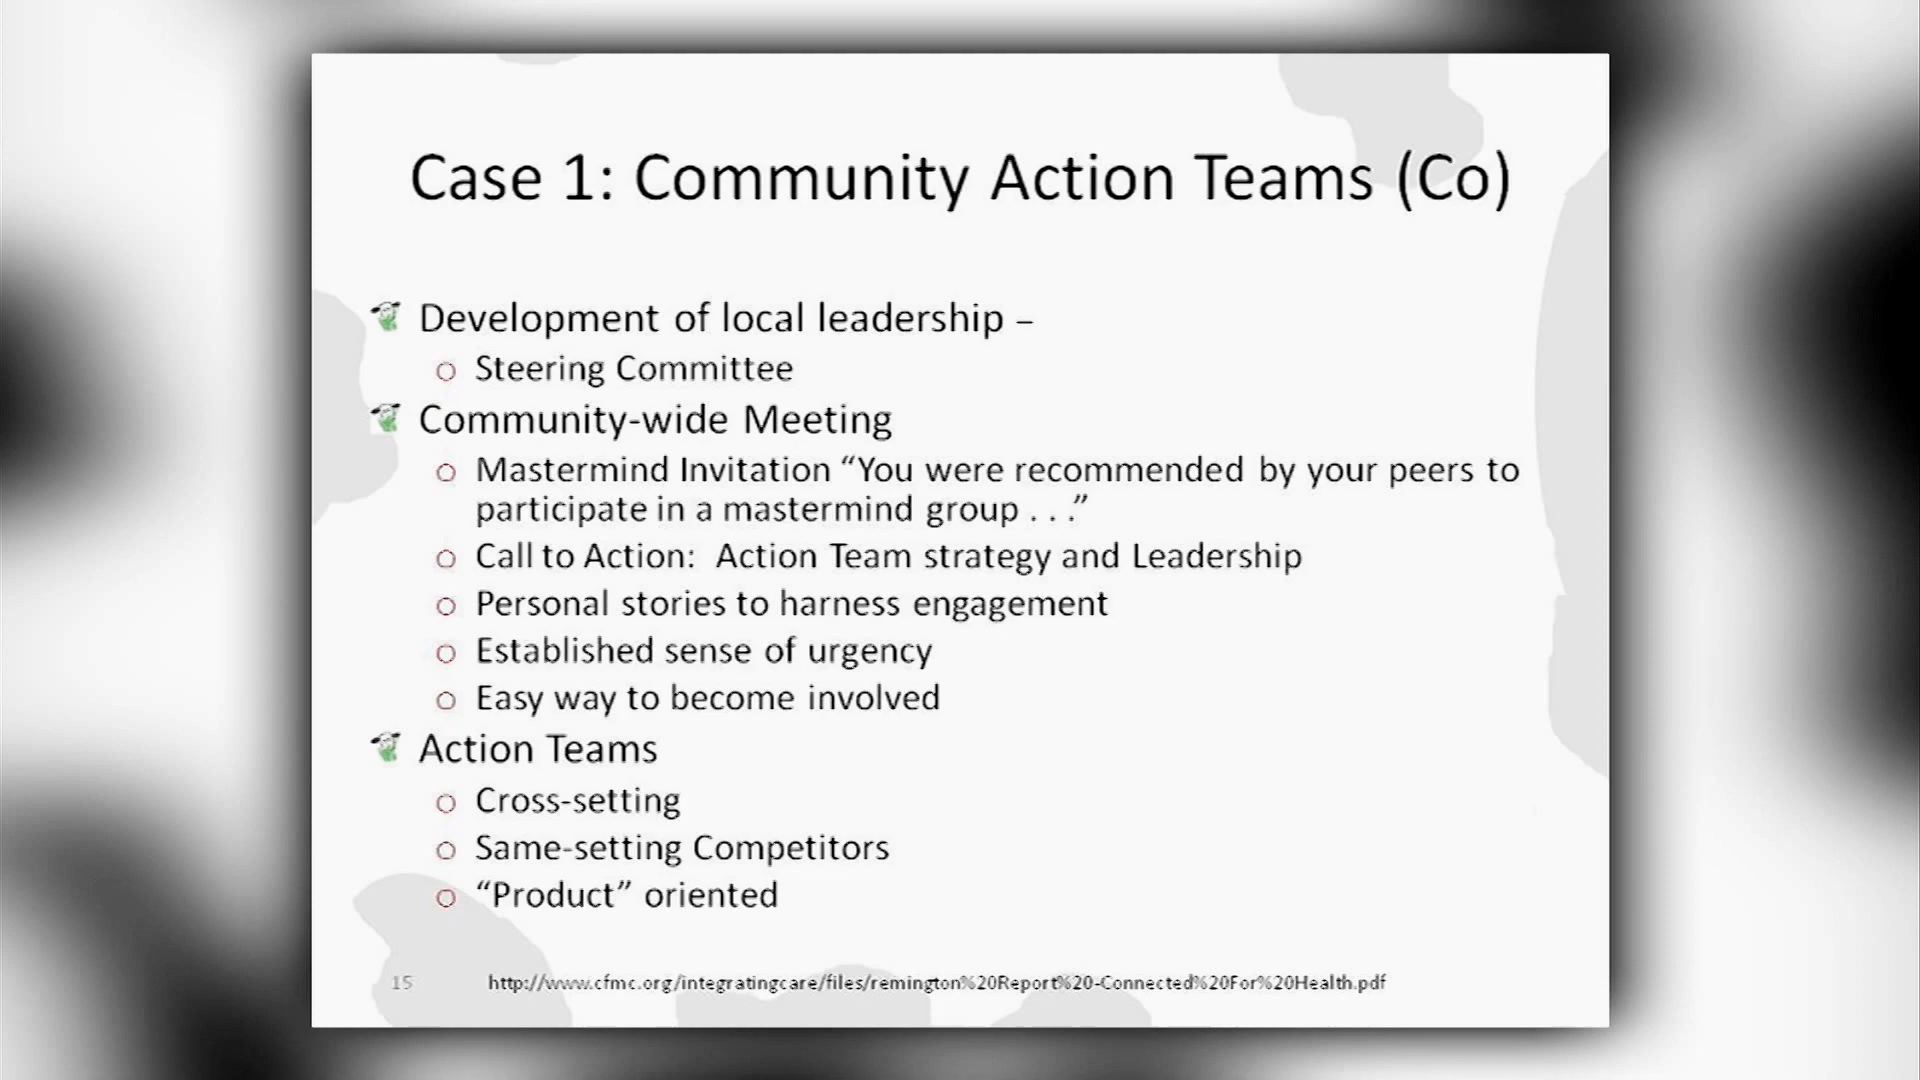 Case 1: Community Action Teams (Co)
Development of local leadership –
Steering Committee
Community-wide Meeting
Mastermind Invitation “You were recommended by your peers to
participate in a mastermind group . . .”
Call to Action:  Action Team strategy and Leadership
Personal stories to harness engagement
Established sense of urgency
Easy way to become involved
Action Teams
Cross-setting
Same-setting Competitors
“Product” oriented
15
http://www.cfmc.org/integratingcare/files/remington%20Report%20-Connected%20For%20Health.pdf